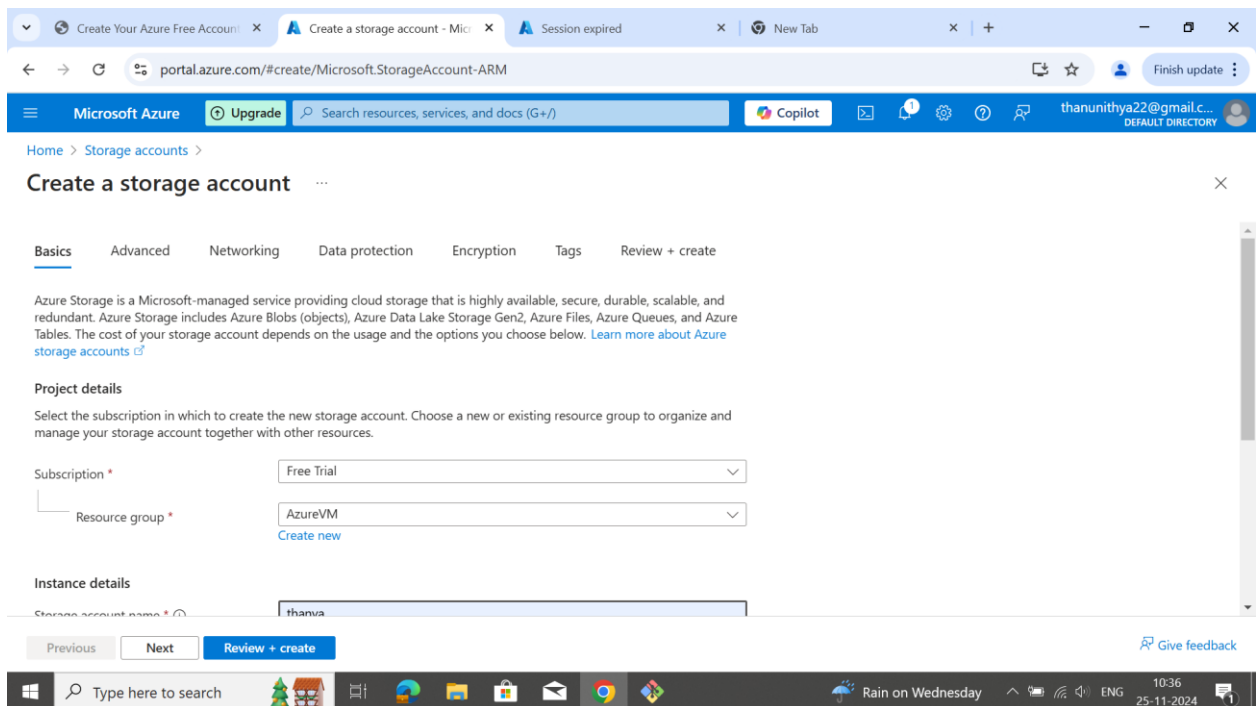 Create Your Azure Free Account
Create a storage account - Micr
Session expired
New Tab
portal.azure.com/#create/Microsoft.StorageAccount-ARM
Finish update
Microsoft Azure
Upgrade
Search resources, services, and docs (G+/)
Copilot
1
thanunithya22@gmail.c...
DEFAULT DIRECTORY
Home > Storage accounts >
Create a storage account ...
Basics Advanced Networking Data protection Encryption Tags Review + create
Azure Storage is a Microsoft-managed service providing cloud storage that is highly available, secure, durable, scalable, and
redundant. Azure Storage includes Azure Blobs (objects), Azure Data Lake Storage Gen2, Azure Files, Azure Queues, and Azure
Tables. The cost of your storage account depends on the usage and the options you choose below. Learn more about Azure
storage accounts
Project details
Select the subscription in which to create the new storage account. Choose a new or existing resource group to organize and
manage your storage account together with other resources.
Subscription *
Free Trial
Resource group *
AzureVM
Create new
Instance details
Storage account name *
thanya
Previous
Next
Review + create
Give feedback
Type here to search
Rain on Wednesday
ENG
10:36
25-11-2024
1